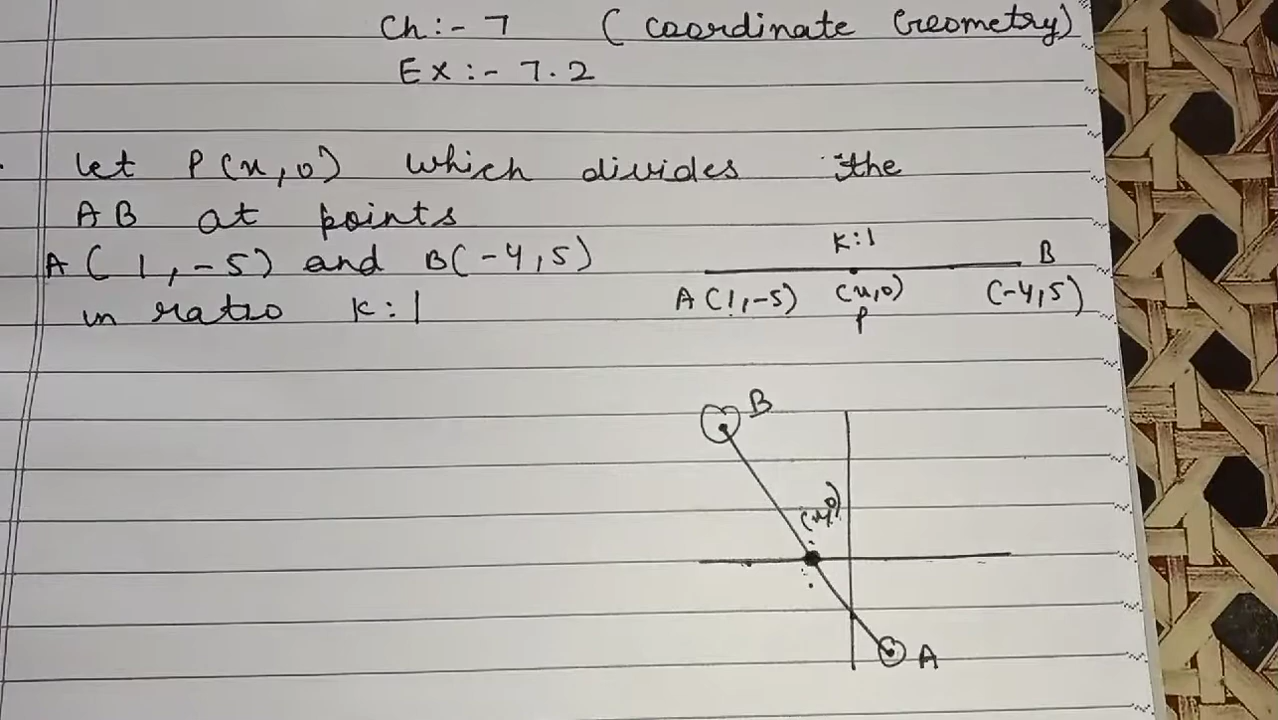 Ch:- 7 (Coordinate Geometry)
Ex:- 7.2
Let P(x,0) which divides the
AB at points
A(1,-5) and B(-4,5)
in ratio K:1
K:1
B
A(1,-5) (x,0) (-4,5)
P
B
(x,0)
A